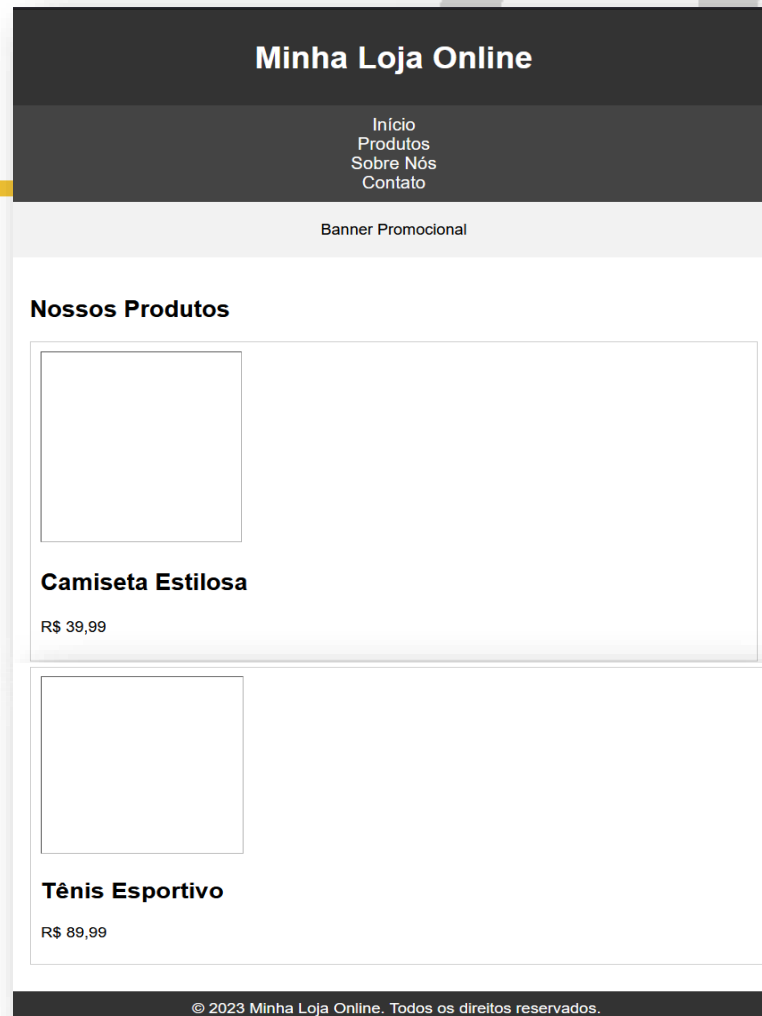 Minha Loja Online
Início
Produtos
Sobre Nós
Contato
Banner Promocional
Nossos Produtos
Camiseta Estilosa
R$ 39,99
Tênis Esportivo
R$ 89,99
© 2023 Minha Loja Online. Todos os direitos reservados.